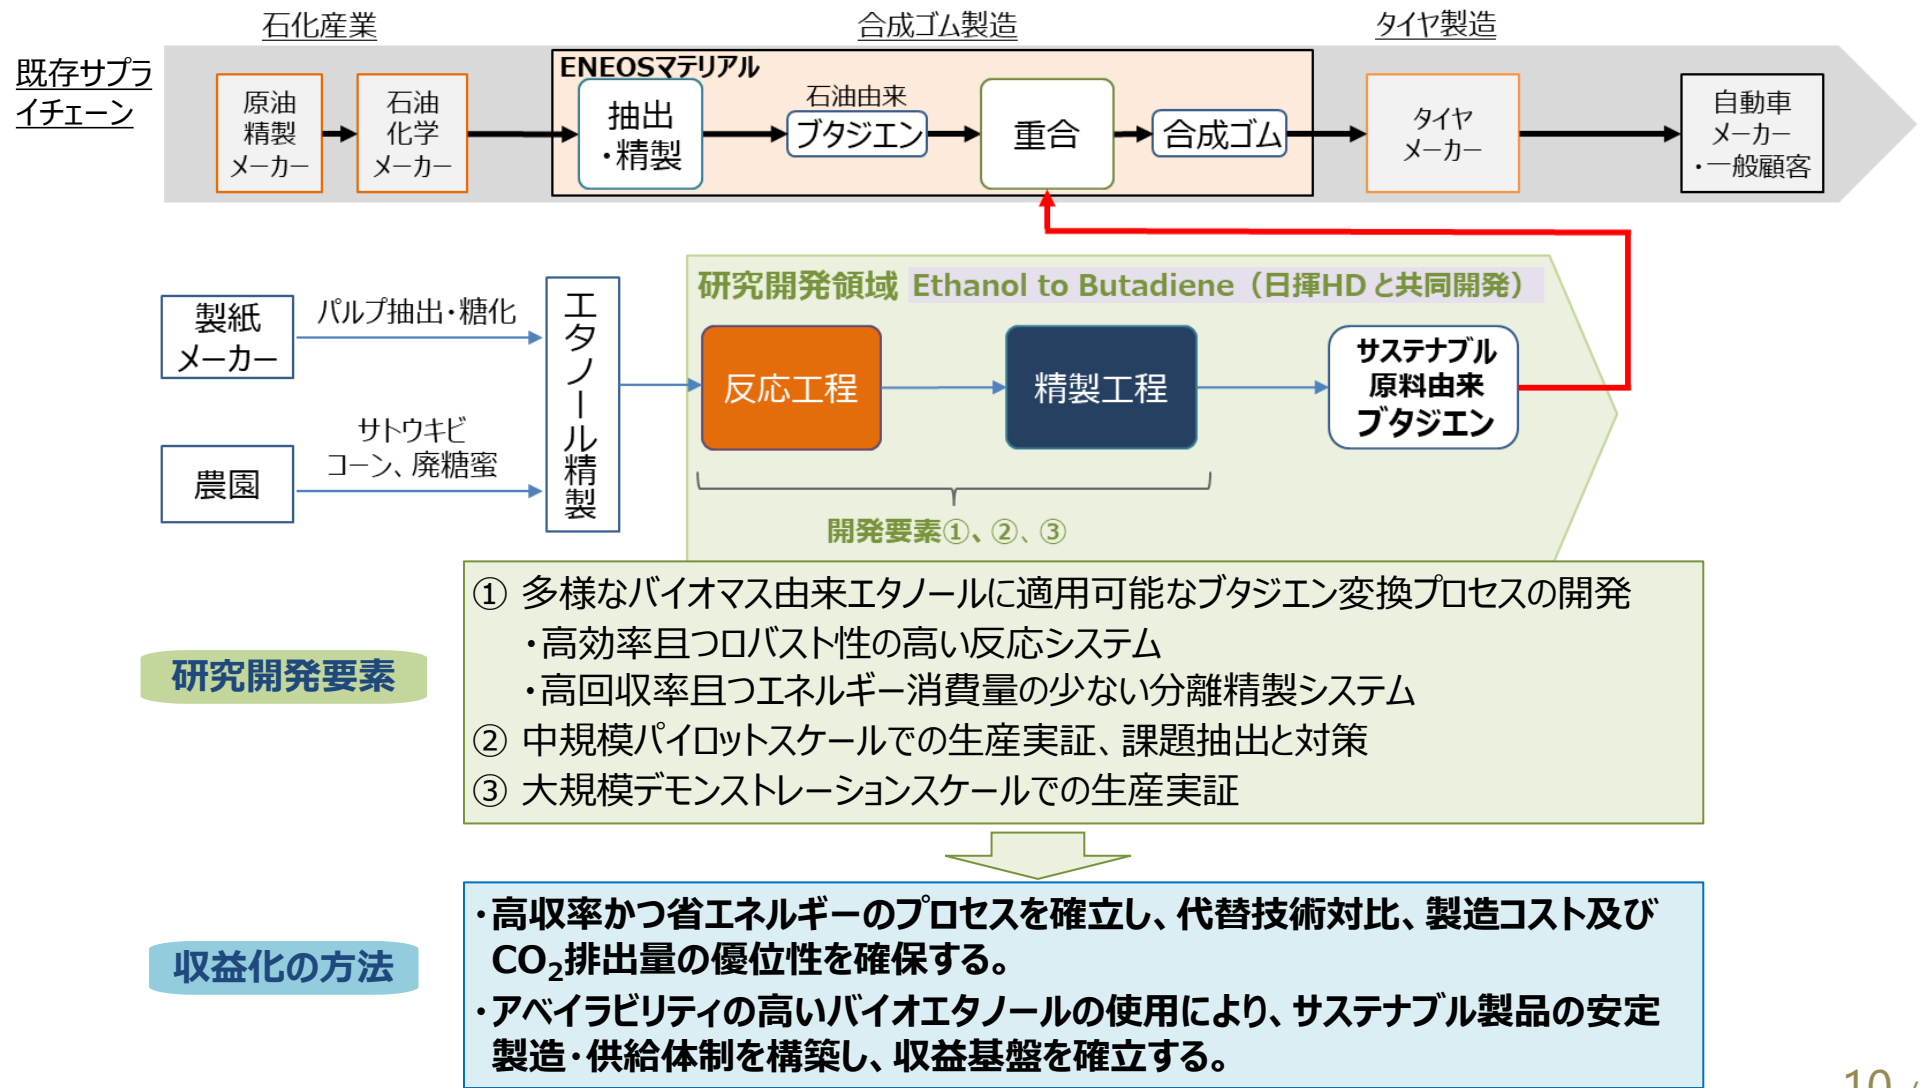 石化産業
合成ゴム製造
タイヤ製造
既存サプラ
イチェーン
原油
精製
メーカー
石油
化学
メーカー
ENEOSマテリアル
抽出
・精製
石油由来
ブタジエン
重合
合成ゴム
タイヤ
メーカー
自動車
メーカー
・一般顧客
研究開発領域 Ethanol to Butadiene（日揮HDと共同開発）
製紙
メーカー
パルプ抽出・糖化
農園
サトウキビ
コーン、廃糖蜜
エタノール精製
反応工程
精製工程
サステナブル
原料由来
ブタジエン
開発要素①、②、③
研究開発要素
① 多様なバイオマス由来エタノールに適用可能なブタジエン変換プロセスの開発
・高効率且つロバスト性の高い反応システム
・高回収率且つエネルギー消費量の少ない分離精製システム
② 中規模パイロットスケールでの生産実証、課題抽出と対策
③ 大規模デモンストレーションスケールでの生産実証
収益化の方法
・高収率かつ省エネルギーのプロセスを確立し、代替技術対比、製造コスト及び
CO₂排出量の優位性を確保する。
・アベイラビリティの高いバイオエタノールの使用により、サステナブル製品の安定
製造・供給体制を構築し、収益基盤を確立する。